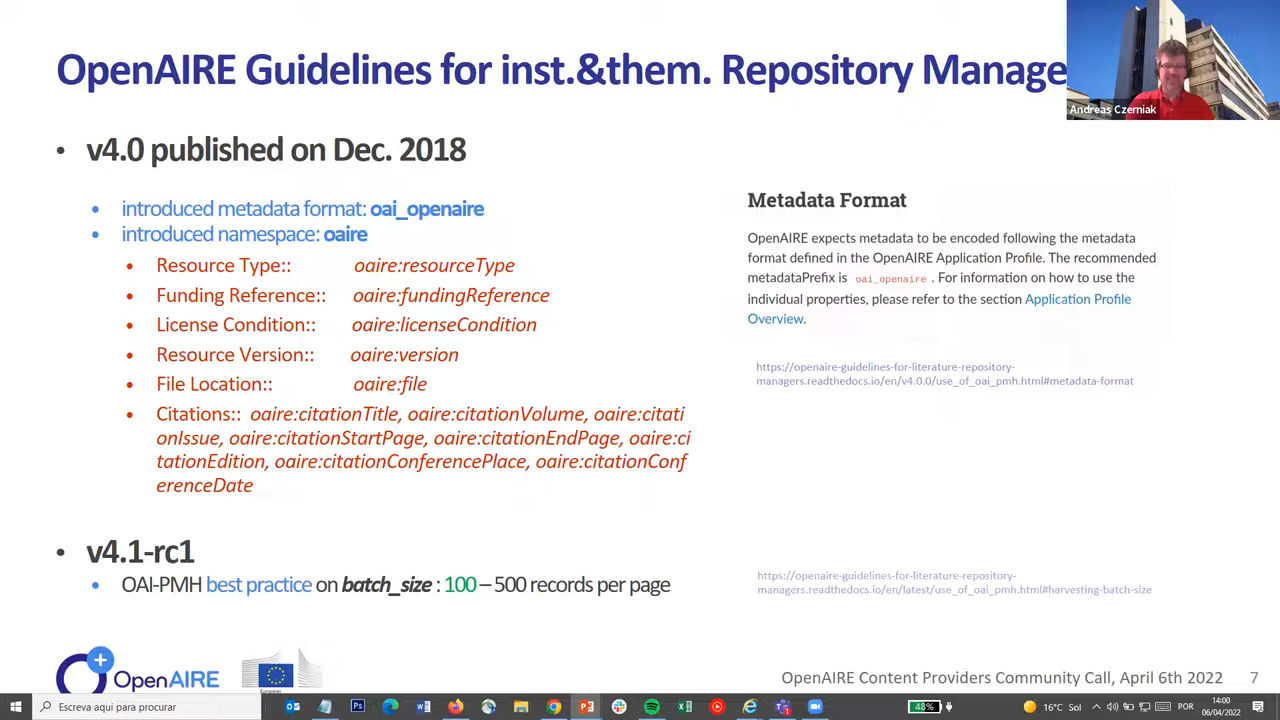 OpenAIRE Guidelines for inst.&them. Repository Manage
Andreas Czerniak
• v4.0 published on Dec. 2018
• introduced metadata format: oai_openaire
• introduced namespace: oaire
• Resource Type:: oaire:resourceType
• Funding Reference:: oaire:fundingReference
• License Condition:: oaire:licenseCondition
• Resource Version:: oaire:version
• File Location:: oaire:file
• Citations:: oaire:citationTitle, oaire:citationVolume, oaire:citati
onIssue, oaire:citationStartPage, oaire:citationEndPage, oaire:ci
tationEdition, oaire:citationConferencePlace, oaire:citationConf
erenceDate
Metadata Format
OpenAIRE expects metadata to be encoded following the metadata
format defined in the OpenAIRE Application Profile. The recommended
metadataPrefix is oai_openaire . For information on how to use the
individual properties, please refer to the section Application Profile
Overview.
https://openaire-guidelines-for-literature-repository-
managers.readthedocs.io/en/v4.0.0/use_of_oai_pmh.html#metadata-format
• v4.1-rc1
• OAI-PMH best practice on batch_size : 100 – 500 records per page
https://openaire-guidelines-for-literature-repository-
managers.readthedocs.io/en/latest/use_of_oai_pmh.html#harvesting-batch-size
OpenAIRE
European
OpenAIRE Content Providers Community Call, April 6th 2022 7
Escreva aqui para procurar
48%
16°C Sol
POR
14:00
06/04/2022